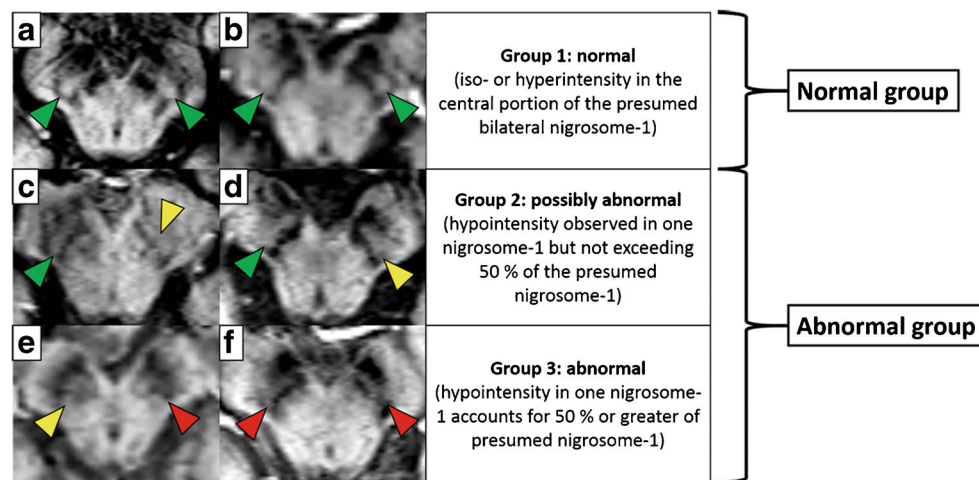 a
b
Group 1: normal
(iso- or hyperintensity in the
central portion of the presumed
bilateral nigrosome-1)
Normal group
c
d
Group 2: possibly abnormal
(hypointensity observed in one
nigrosome-1 but not exceeding
50 % of the presumed
nigrosome-1)
Abnormal group
e
f
Group 3: abnormal
(hypointensity in one nigrosome-
1 accounts for 50 % or greater of
presumed nigrosome-1)